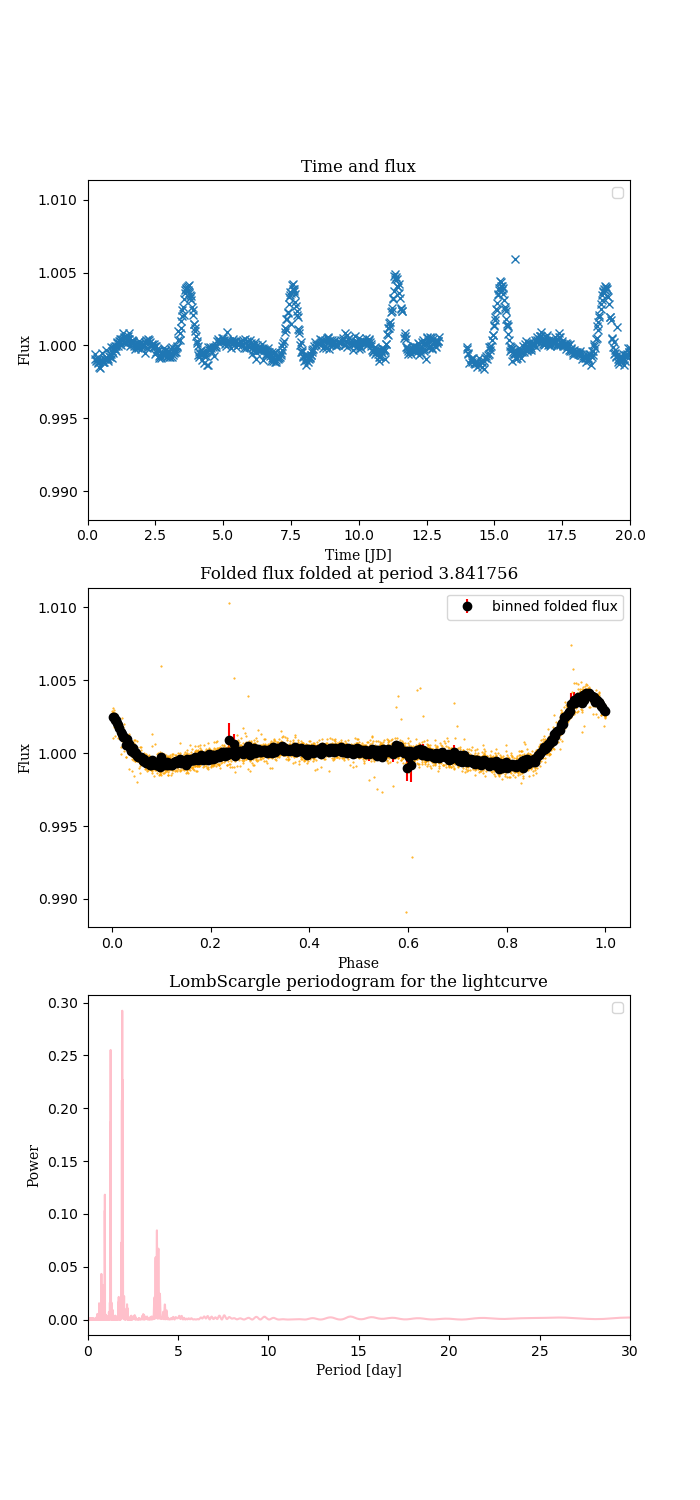 Time and flux
1.010
1.005
1.000
0.995
0.990
Flux
0.0 2.5 5.0 7.5 10.0 12.5 15.0 17.5 20.0
Time [JD]
Folded flux folded at period 3.841756
binned folded flux
1.010
1.005
1.000
0.995
0.990
Flux
0.0 0.2 0.4 0.6 0.8 1.0
Phase
LombScargle periodogram for the lightcurve
0.30
0.25
0.20
0.15
0.10
0.05
0.00
Power
0 5 10 15 20 25 30
Period [day]